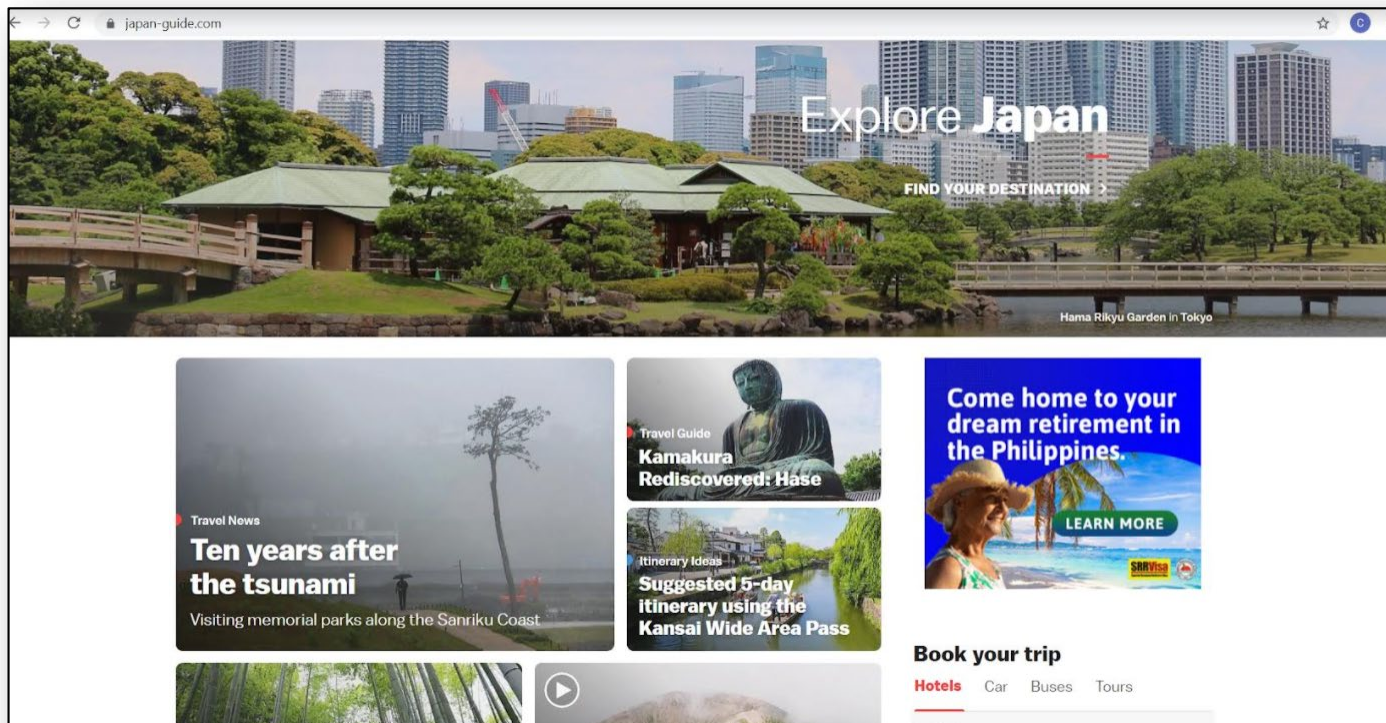 japan-guide.com
C
Explore Japan
FIND YOUR DESTINATION >
Hama Rikyu Garden in Tokyo
Travel News
Ten years after
the tsunami
Visiting memorial parks along the Sanriku Coast
Travel Guide
Kamakura
Rediscovered: Hase
Itinerary Ideas
Suggested 5-day
itinerary using the
Kansai Wide Area Pass
Come home to your
dream retirement in
the Philippines.
LEARN MORE
SRRVisa
Book your trip
Hotels Car Buses Tours